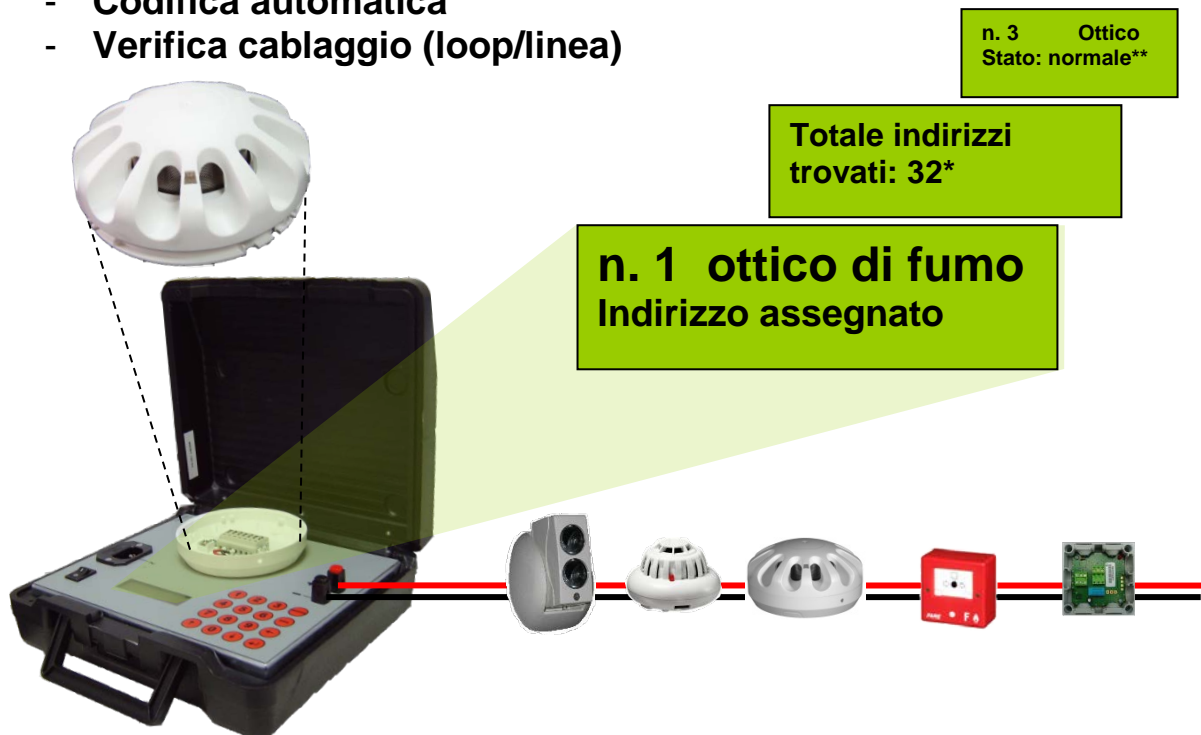 - Codifica automatica
- Verifica cablaggio (loop/linea)
n. 3 Ottico
Stato: normale**
Totale indirizzi
trovati: 32*
n. 1 ottico di fumo
Indirizzo assegnato
F